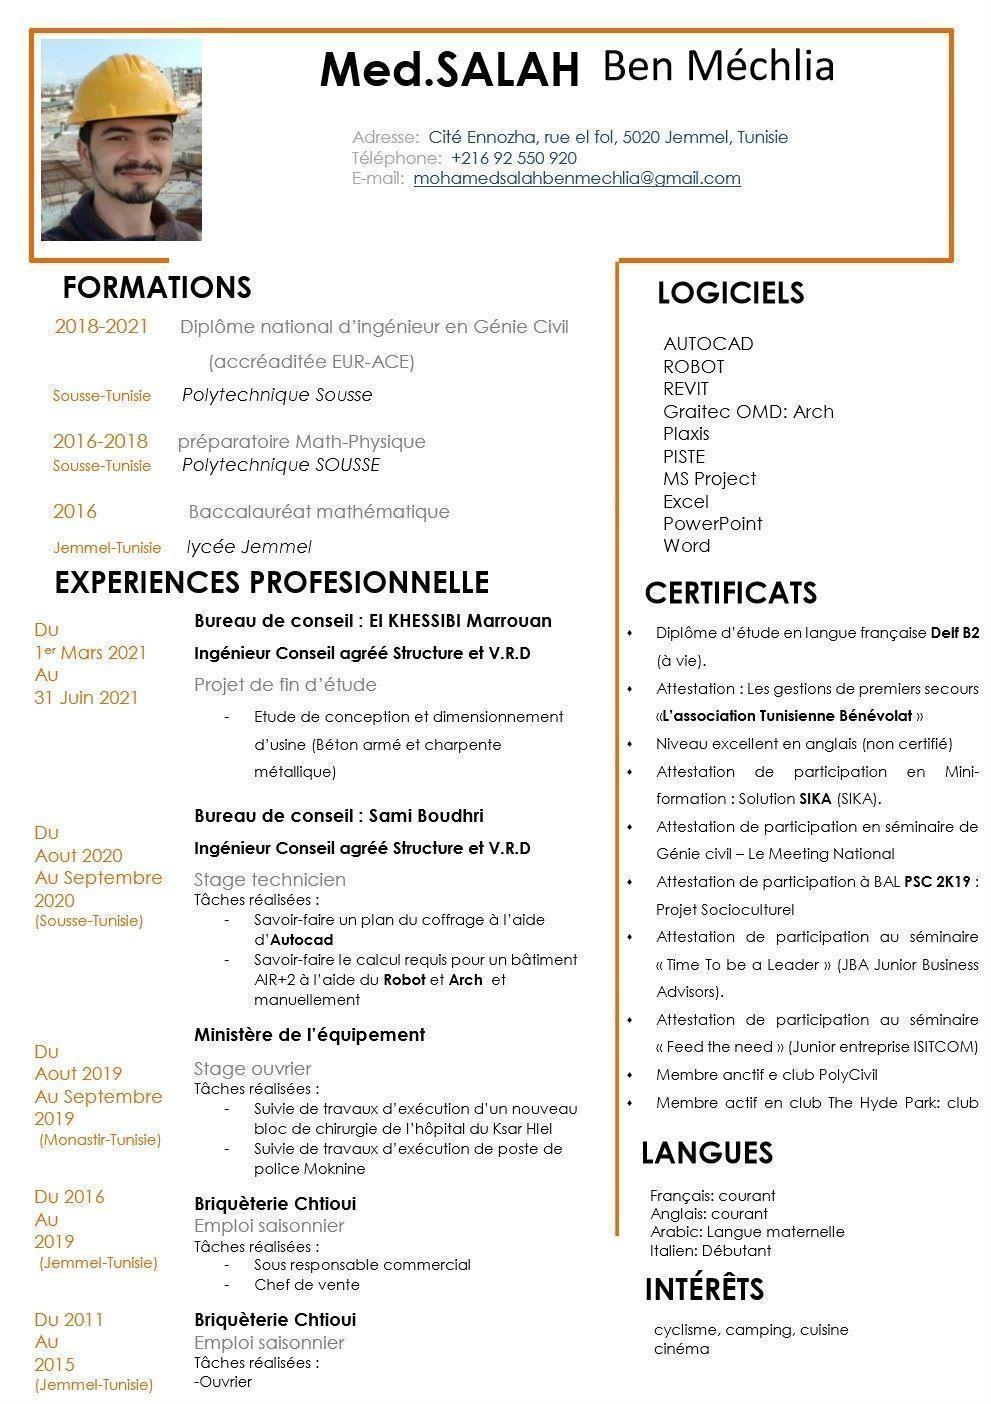 Med.SALAH Ben Méchlia
Adresse: Cité Ennozha, rue el fol, 5020 Jemmel, Tunisie
Téléphone: +216 92 550 920
E-mail: mohamedsalahbenmechlia@gmail.com
FORMATIONS
2018-2021 Diplôme national d’ingénieur en Génie Civil
(accréaditée EUR-ACE)
Sousse-Tunisie Polytechnique Sousse
2016-2018 préparatoire Math-Physique
Sousse-Tunisie Polytechnique SOUSSE
2016 Baccalauréat mathématique
Jemmel-Tunisie lycée Jemmel
EXPERIENCES PROFESIONNELLE
Du
1er Mars 2021
Au
31 Juin 2021
Bureau de conseil : El KHESSIBI Marrouan
Ingénieur Conseil agréé Structure et V.R.D
Projet de fin d’étude
- Etude de conception et dimensionnement
d’usine (Béton armé et charpente
métallique)
Du
Aout 2020
Au Septembre
2020
(Sousse-Tunisie)
Bureau de conseil : Sami Boudhri
Ingénieur Conseil agréé Structure et V.R.D
Stage technicien
Tâches réalisées :
- Savoir-faire un plan du coffrage à l’aide
d’Autocad
- Savoir-faire le calcul requis pour un bâtiment
AIR+2 à l’aide du Robot et Arch et
manuellement
Du
Aout 2019
Au Septembre
2019
(Monastir-Tunisie)
Ministère de l’équipement
Stage ouvrier
Tâches réalisées :
- Suivie de travaux d’exécution d’un nouveau
bloc de chirurgie de l’hôpital du Ksar Hlel
- Suivie de travaux d’exécution de poste de
police Moknine
Du 2016
Au
2019
(Jemmel-Tunisie)
Briquèterie Chtioui
Emploi saisonnier
Tâches réalisées :
- Sous responsable commercial
- Chef de vente
Du 2011
Au
2015
(Jemmel-Tunisie)
Briquèterie Chtioui
Emploi saisonnier
Tâches réalisées :
-Ouvrier
LOGICIELS
AUTOCAD
ROBOT
REVIT
Graitec OMD: Arch
Plaxis
PISTE
MS Project
Excel
PowerPoint
Word
CERTIFICATS
⬧ Diplôme d’étude en langue française Delf B2
(à vie).
⬧ Attestation : Les gestions de premiers secours
«L’association Tunisienne Bénévolat »
⬧ Niveau excellent en anglais (non certifié)
⬧ Attestation de participation en Mini-
formation : Solution SIKA (SIKA).
⬧ Attestation de participation en séminaire de
Génie civil – Le Meeting National
⬧ Attestation de participation à BAL PSC 2K19 :
Projet Socioculturel
⬧ Attestation de participation au séminaire
« Time To be a Leader » (JBA Junior Business
Advisors).
⬧ Attestation de participation au séminaire
« Feed the need » (Junior entreprise ISITCOM)
⬧ Membre anctif e club PolyCivil
⬧ Membre actif en club The Hyde Park: club
LANGUES
Français: courant
Anglais: courant
Arabic: Langue maternelle
Italien: Débutant
INTÉRÊTS
cyclisme, camping, cuisine
cinéma